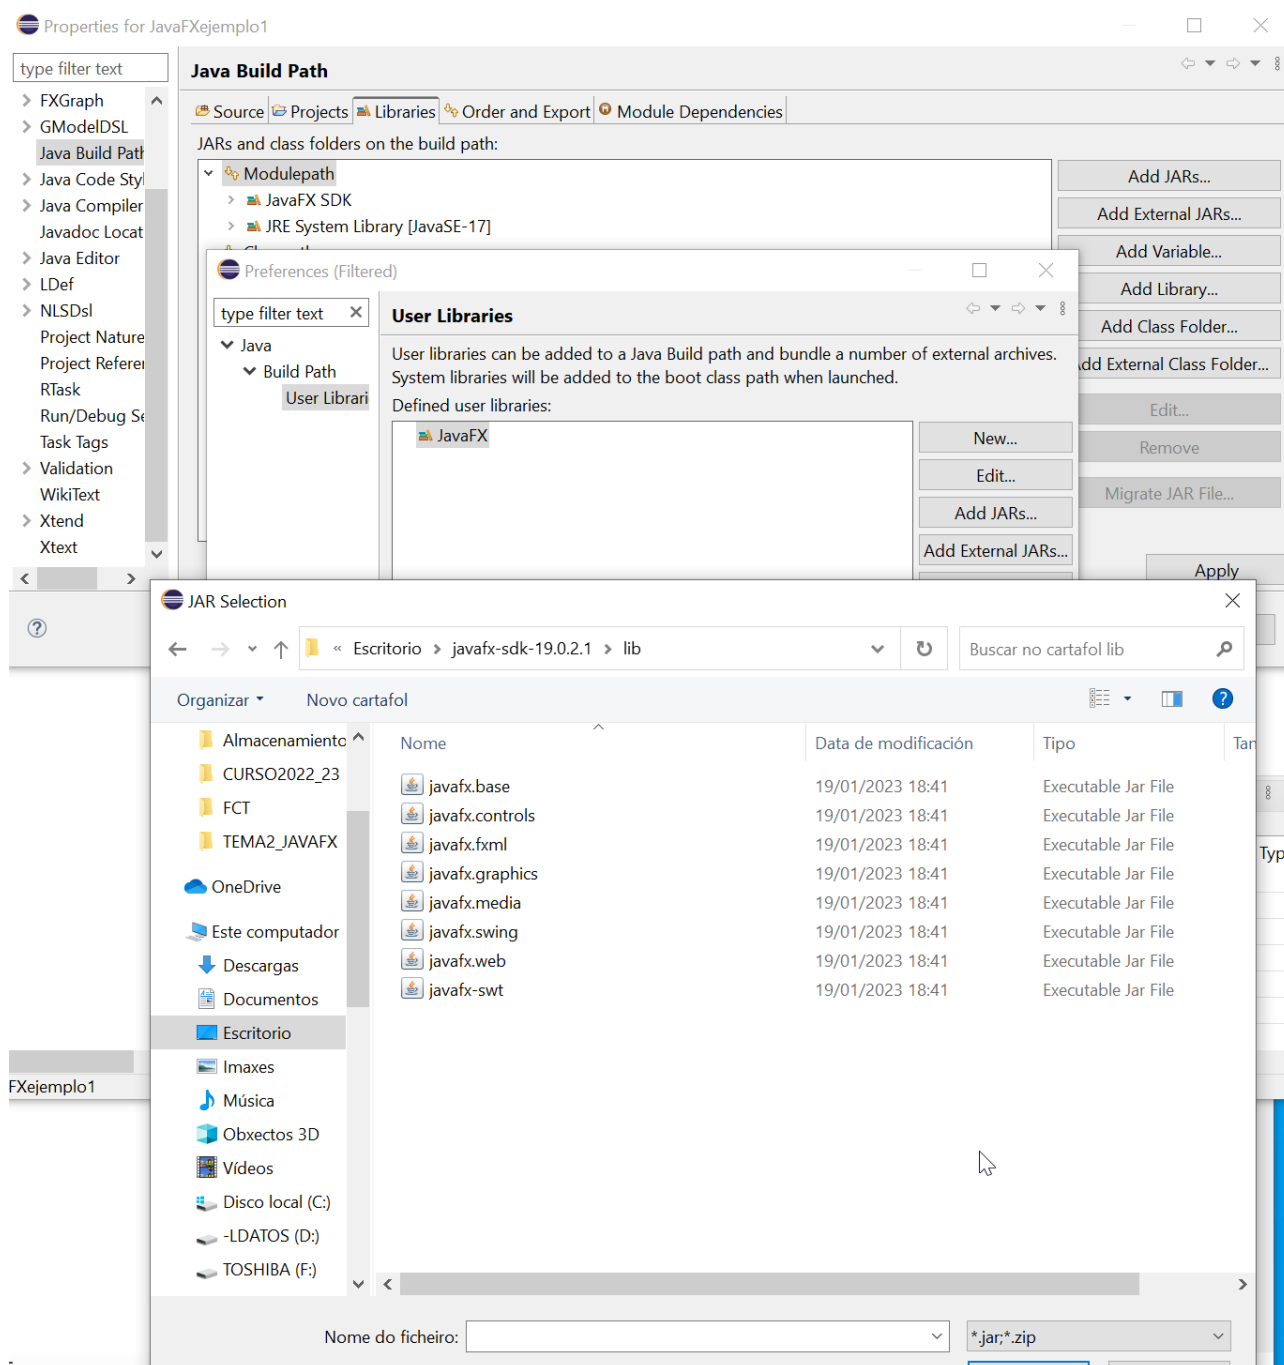 Properties for JavaFXejemplo1
type filter text
Java Build Path
FXGraph
GModelDSL
Java Build Path
Java Code Styl
Java Compiler
Javadoc Locat
Java Editor
LDef
NLSDsl
Project Nature
Project Referer
RTask
Run/Debug Se
Task Tags
Validation
WikiText
Xtend
Xtext
Source Projects Libraries Order and Export Module Dependencies
JARs and class folders on the build path:
Modulepath
JavaFX SDK
JRE System Library [JavaSE-17]
Add JARs...
Add External JARs...
Add Variable...
Add Library...
Add Class Folder...
Add External Class Folder...
Edit...
Remove
Migrate JAR File...
Apply
Preferences (Filtered)
type filter text
Java
Build Path
User Librari
User Libraries
User libraries can be added to a Java Build path and bundle a number of external archives.
System libraries will be added to the boot class path when launched.
Defined user libraries:
JavaFX
New...
Edit...
Add JARs...
Add External JARs...
JAR Selection
« Escritorio › javafx-sdk-19.0.2.1 › lib
Buscar no cartafol lib
Organizar
Novo cartafol
Almacenamiento
CURSO2022_23
FCT
TEMA2_JAVAFX
OneDrive
Este computador
Descargas
Documentos
Escritorio
Imaxes
Música
Obxectos 3D
Vídeos
Disco local (C:)
-LDATOS (D:)
TOSHIBA (F:)
Nome Data de modificación Tipo Tan
javafx.base 19/01/2023 18:41 Executable Jar File
javafx.controls 19/01/2023 18:41 Executable Jar File
javafx.fxml 19/01/2023 18:41 Executable Jar File
javafx.graphics 19/01/2023 18:41 Executable Jar File
javafx.media 19/01/2023 18:41 Executable Jar File
javafx.swing 19/01/2023 18:41 Executable Jar File
javafx.web 19/01/2023 18:41 Executable Jar File
javafx-swt 19/01/2023 18:41 Executable Jar File
Typ
FXejemplo1
Nome do ficheiro:
*.jar;*.zip